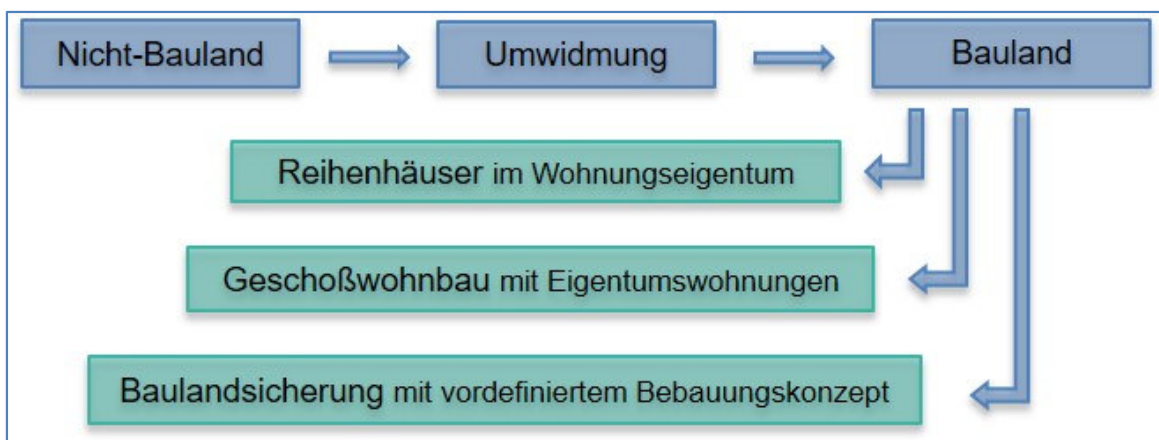 Nicht-Bauland
Umwidmung
Bauland
Reihenhäuser im Wohnungseigentum
Geschoßwohnbau mit Eigentumswohnungen
Baulandsicherung mit vordefiniertem Bebauungskonzept